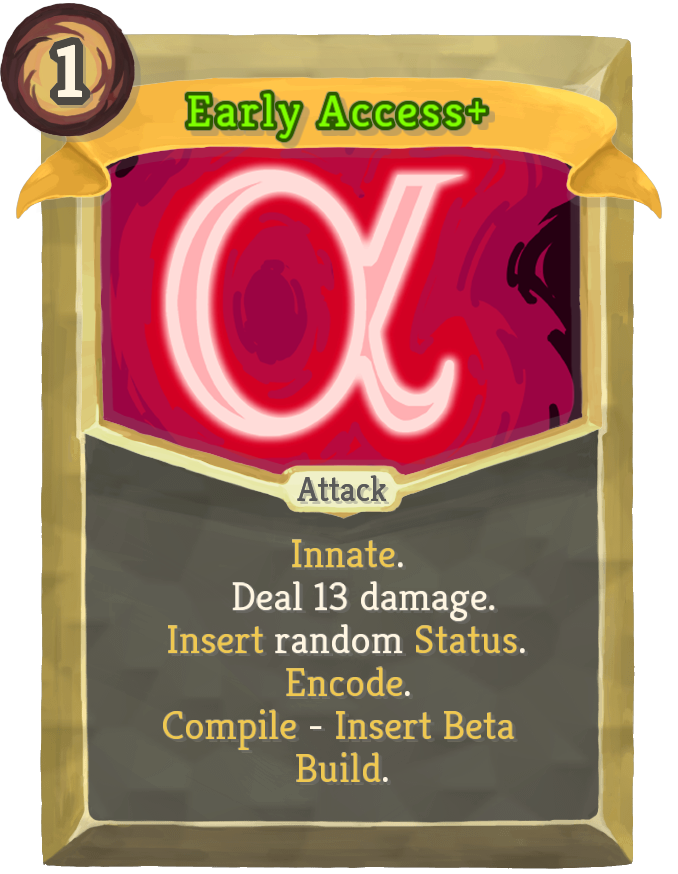 1
Early Access+
α
Attack
Innate.
Deal 13 damage.
Insert random Status.
Encode.
Compile - Insert Beta
Build.